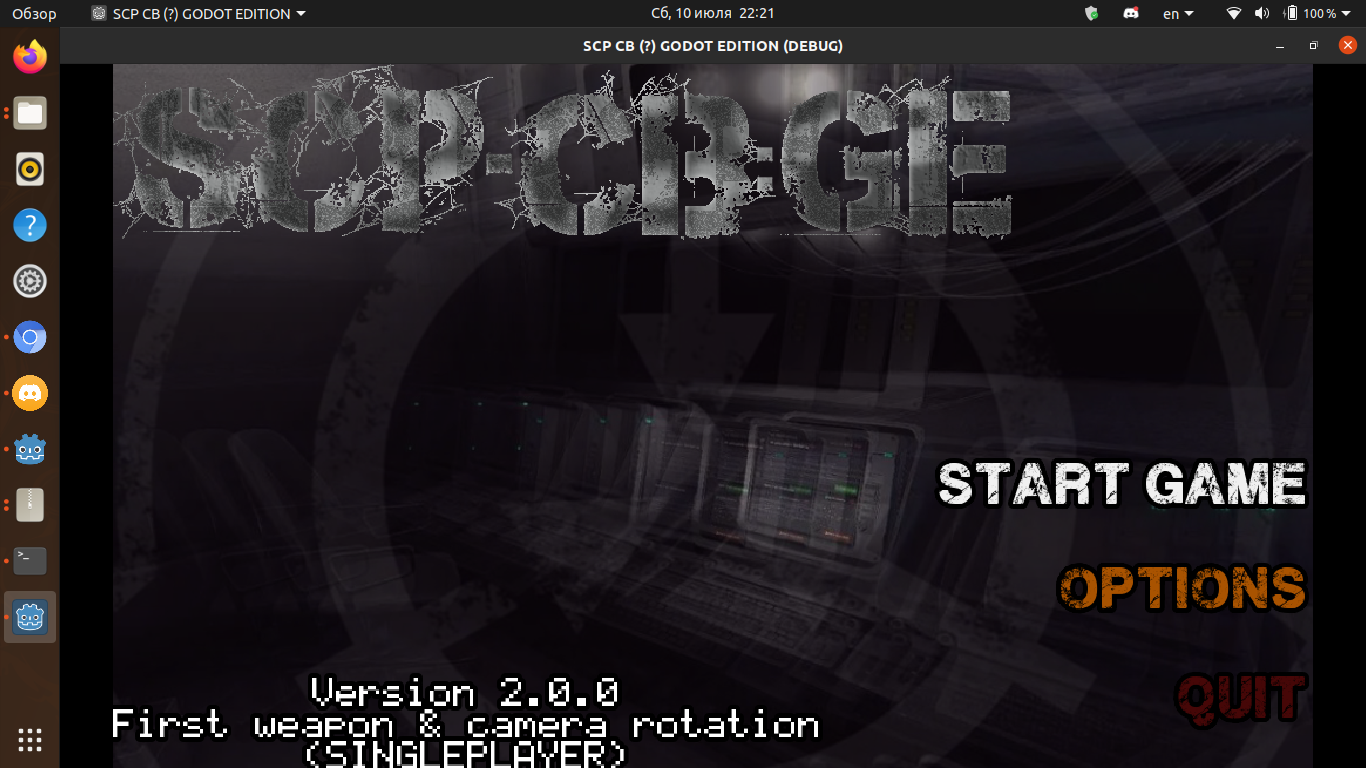 Обзор
SCP CB (?) GODOT EDITION
Сб, 10 июля 22:21
en
100 %
SCP CB (?) GODOT EDITION (DEBUG)
SCP-CB:GE
START GAME
OPTIONS
QUIT
Version 2.0.0
First weapon & camera rotation
(SINGLEPLAYER)